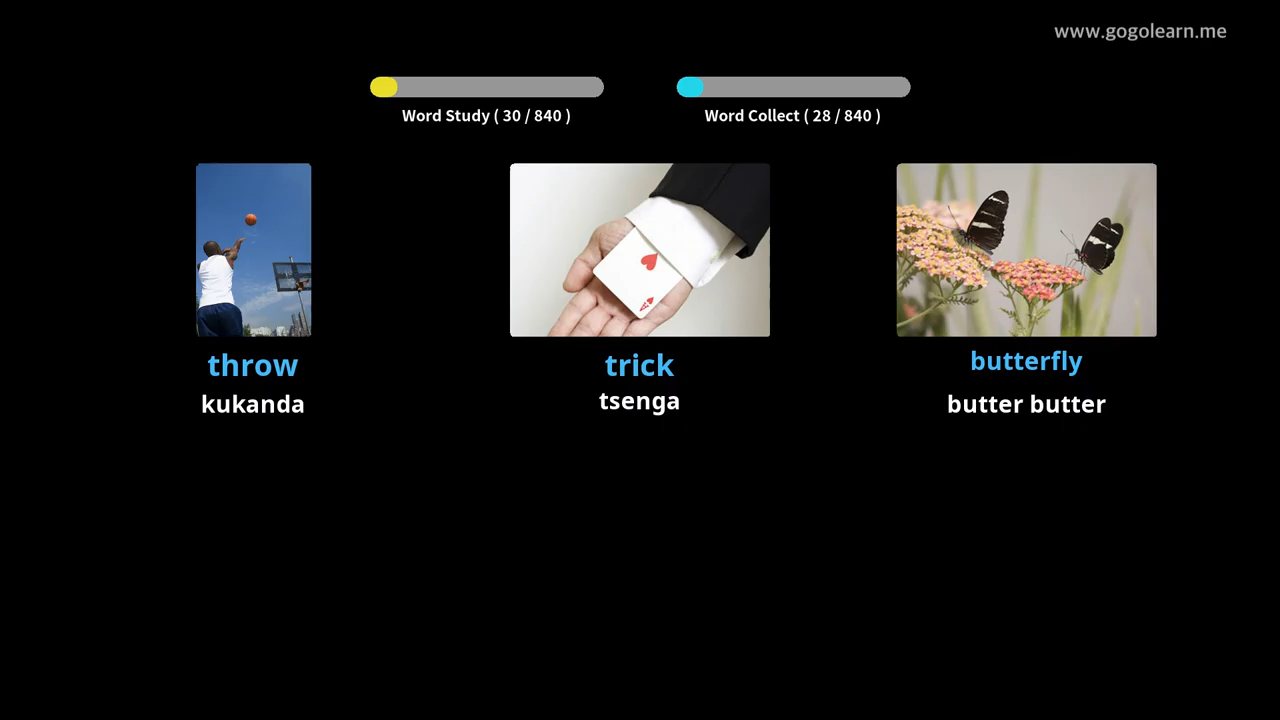 www.gogolearn.me
Word Study ( 30 / 840 )
Word Collect ( 28 / 840 )
throw
kukanda
trick
tsenga
butterfly
butter butter